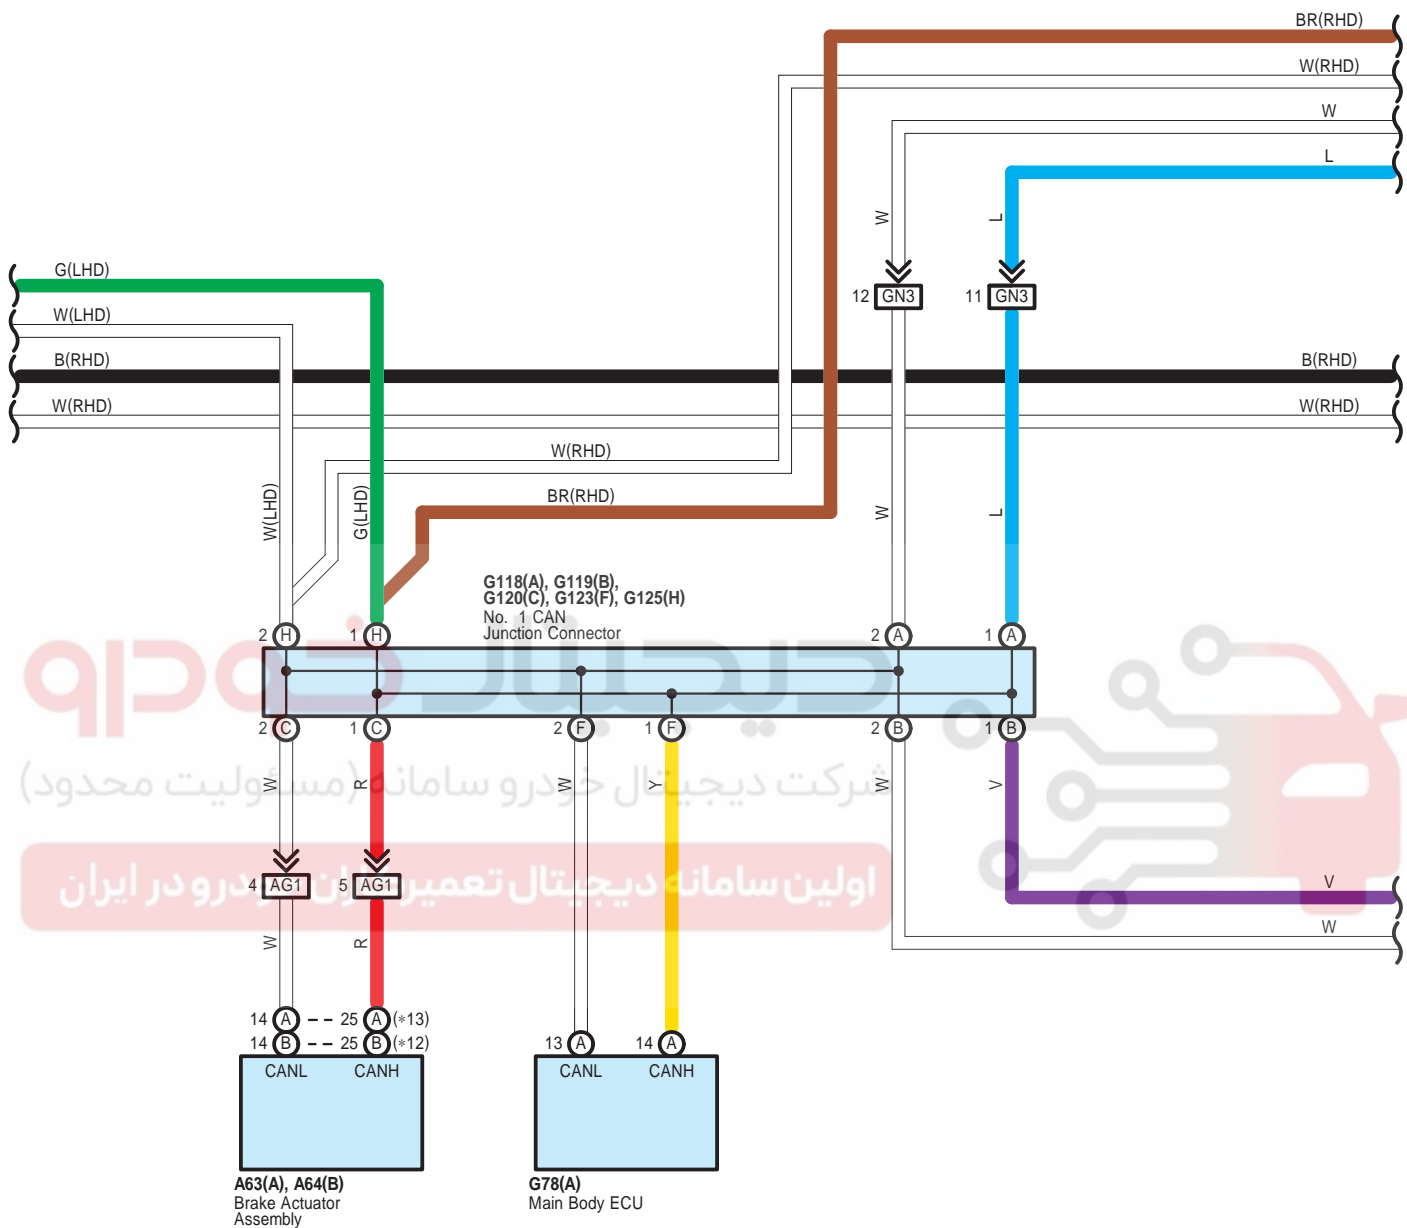 BR(RHD)
W(RHD)
W
L
W
L
G(LHD)
12 GN3
11 GN3
W(LHD)
B(RHD)
B(RHD)
W(RHD)
W(RHD)
W(RHD)
BR(RHD)
W(LHD)
G(LHD)
W
L
G118(A), G119(B),
G120(C), G123(F), G125(H)
No. 1 CAN
Junction Connector
2 H
1 H
2 A
1 A
دیجیتال خودرو
2 C
1 C
2 F
1 F
2 B
1 B
شرکت دیجیتال خودرو سامانه (مسئولیت محدود)
W
R
W
Y
W
V
4 AG1
5 AG1
اولین سامانه دیجیتال تعمیرکاران خودرو در ایران
V
W
R
W
14 A -- 25 A (*13)
14 B -- 25 B (*12)
13 A
14 A
CANL
CANH
CANL
CANH
A63(A), A64(B)
Brake Actuator
Assembly
G78(A)
Main Body ECU